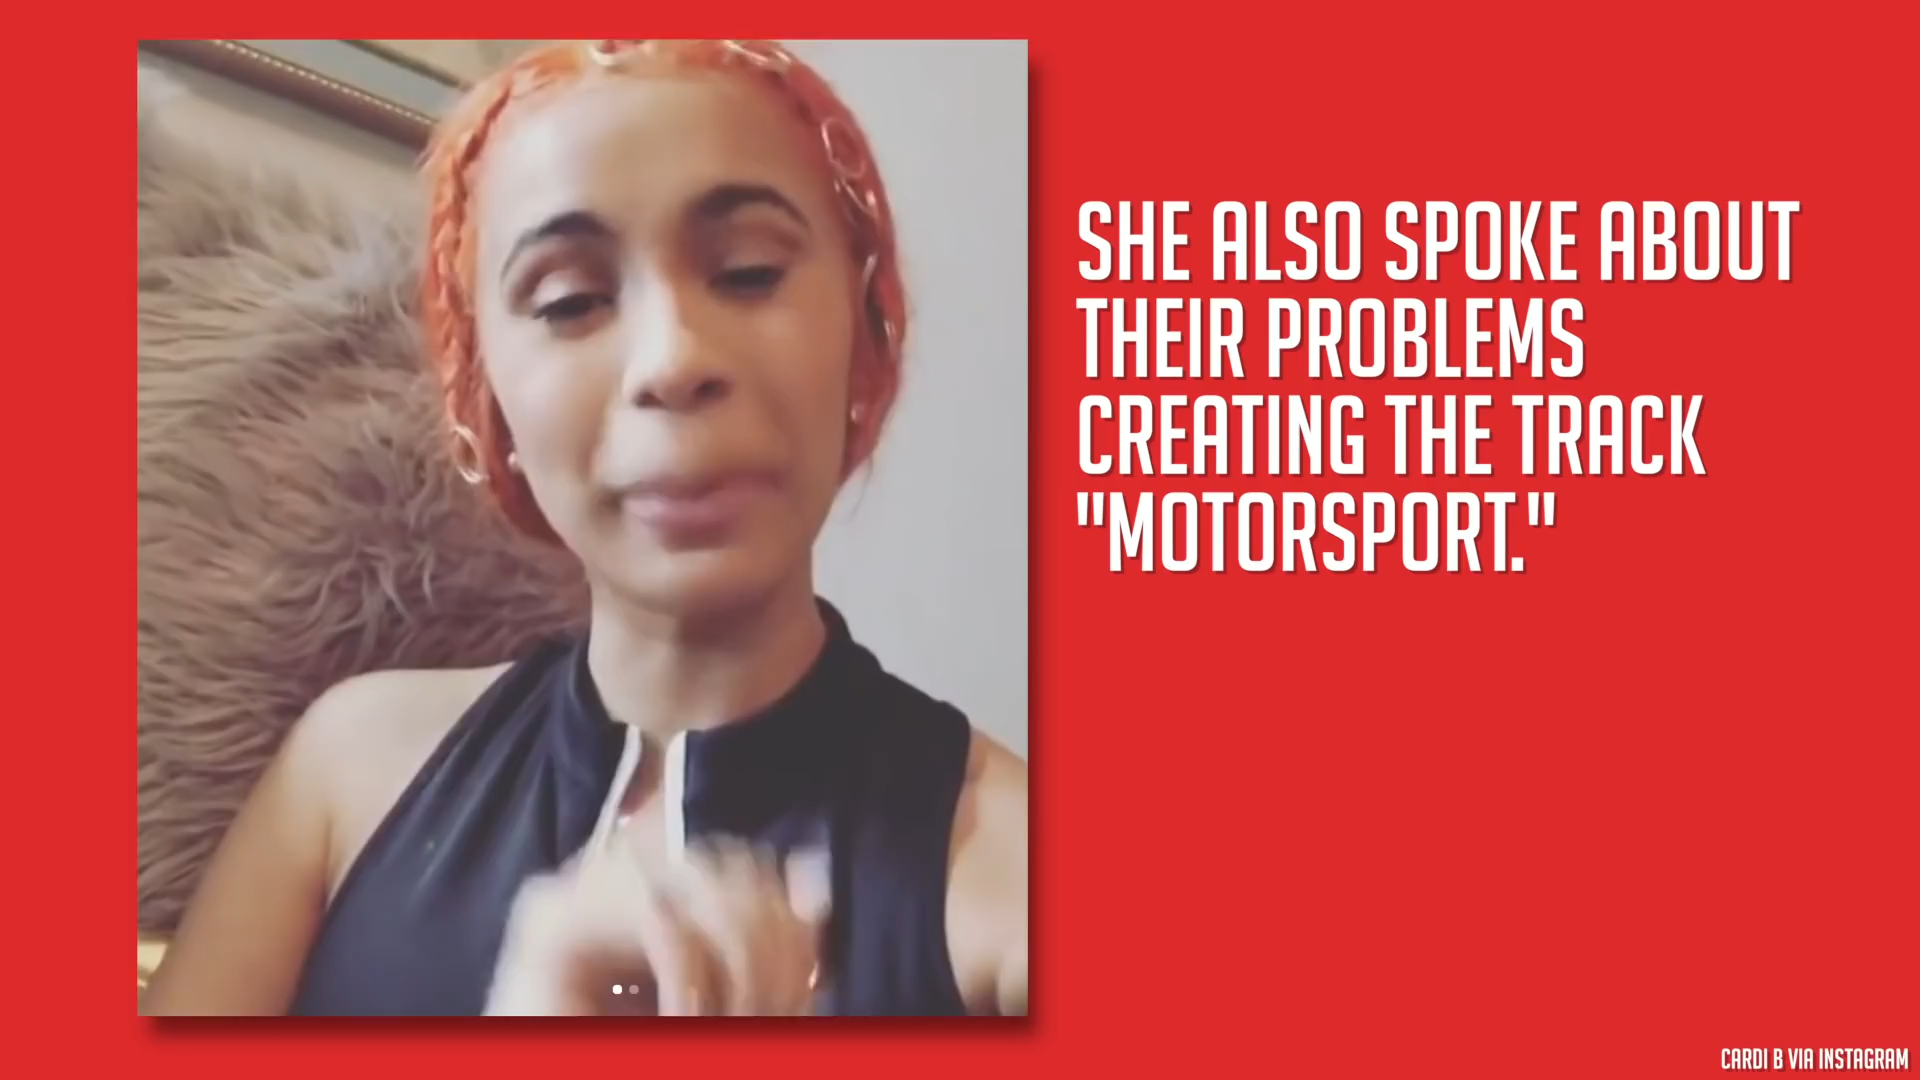 SHE ALSO SPOKE ABOUT
THEIR PROBLEMS
CREATING THE TRACK
"MOTORSPORT."
CARDI B VIA INSTAGRAM